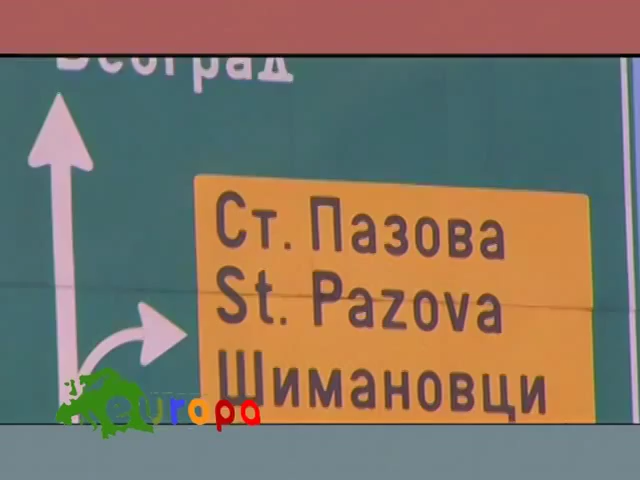 Београд
Ст. Пазова
St. Pazova
Шимановци
europa